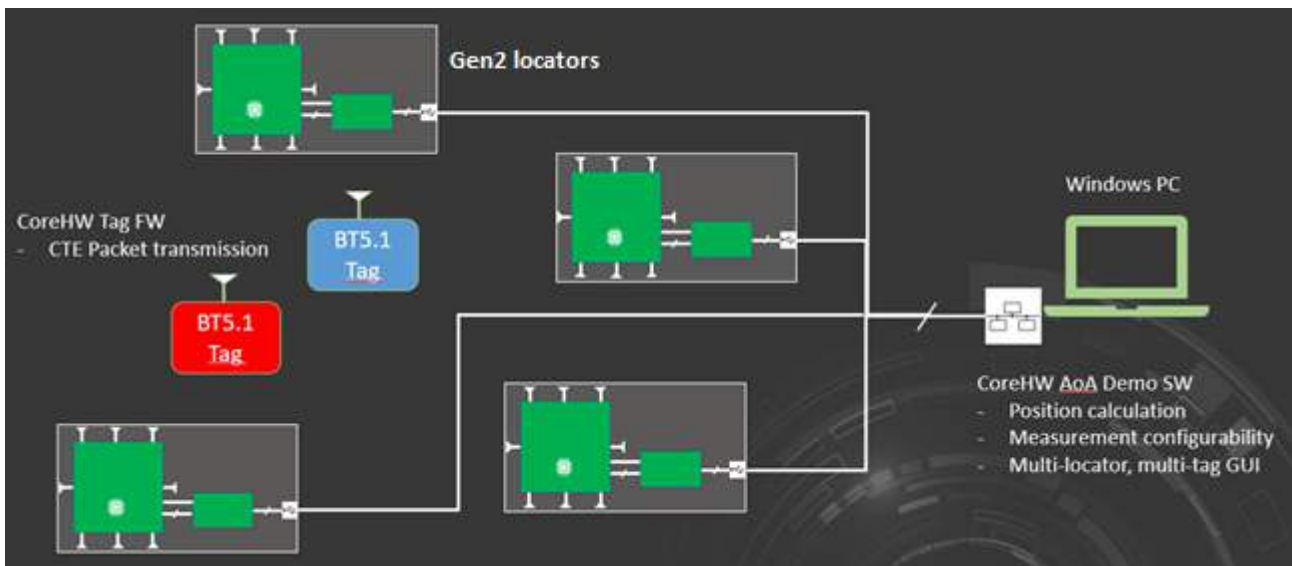 Gen2 locators
Windows PC
CoreHW Tag FW
- CTE Packet transmission
BT5.1
Tag
BT5.1
Tag
CoreHW AoA Demo SW
- Position calculation
- Measurement configurability
- Multi-locator, multi-tag GUI